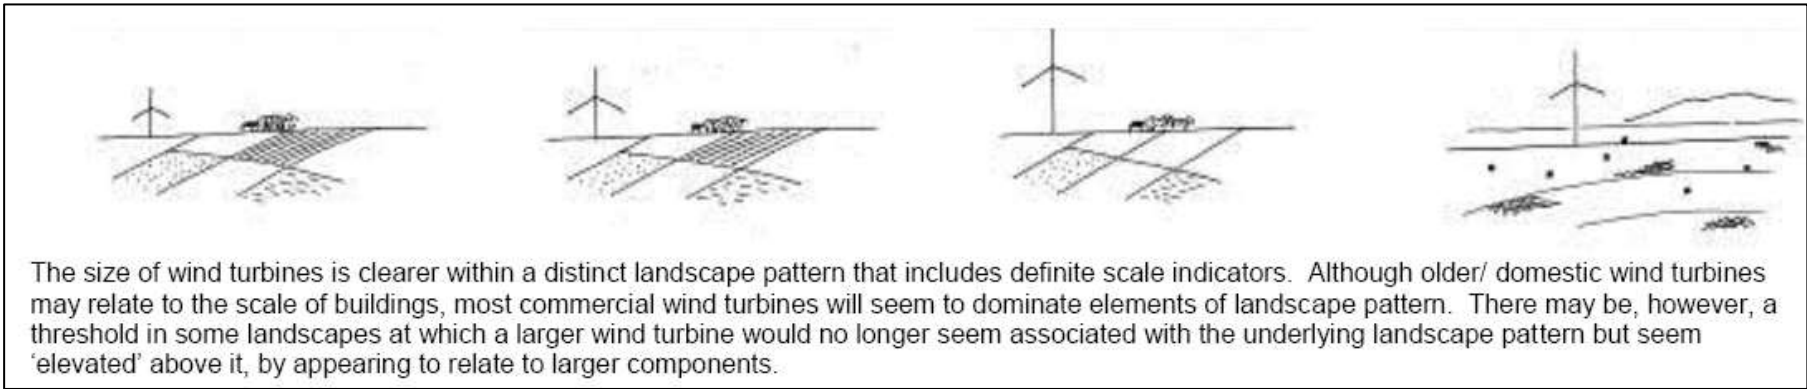 The size of wind turbines is clearer within a distinct landscape pattern that includes definite scale indicators.  Although older/ domestic wind turbines
may relate to the scale of buildings, most commercial wind turbines will seem to dominate elements of landscape pattern.  There may be, however, a
threshold in some landscapes at which a larger wind turbine would no longer seem associated with the underlying landscape pattern but seem
‘elevated’ above it, by appearing to relate to larger components.